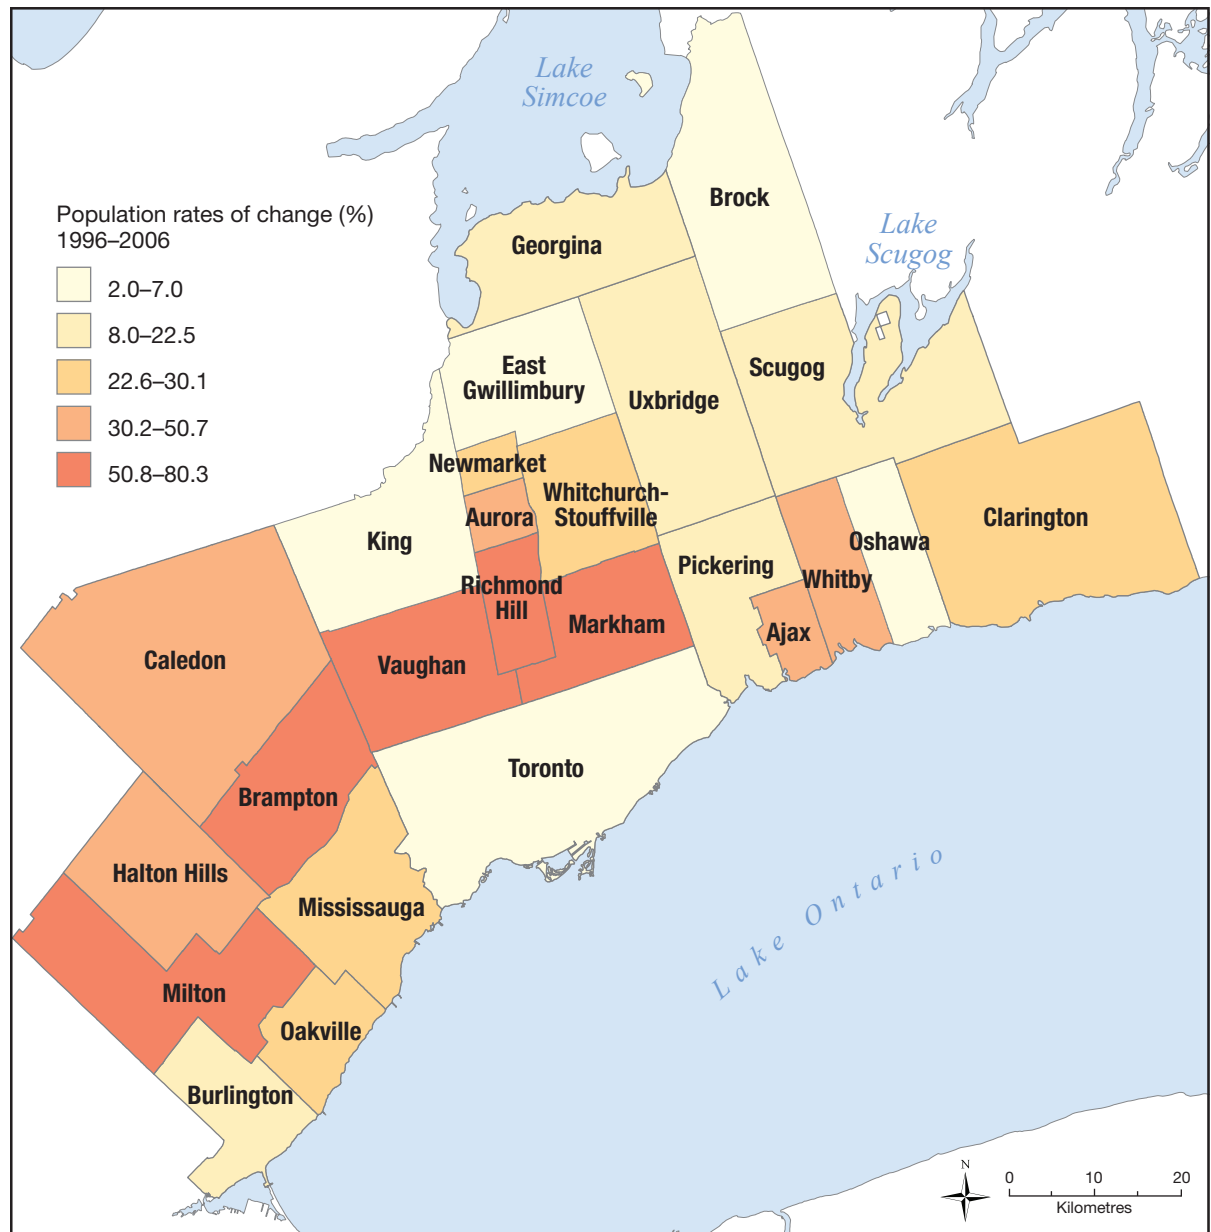 Lake
Simcoe
Brock
Population rates of change (%)
1996–2006
Lake
Scugog
Georgina
2.0–7.0
8.0–22.5
22.6–30.1
30.2–50.7
50.8–80.3
East
Gwillimbury
Scugog
Uxbridge
Newmarket
Whitchurch-
Stouffville
Aurora
Clarington
King
Oshawa
Pickering
Whitby
Richmond
Hill
Markham
Ajax
Caledon
Vaughan
Toronto
Brampton
Halton Hills
Mississauga
Lake Ontario
Milton
Oakville
Burlington
N
0 10 20
Kilometres